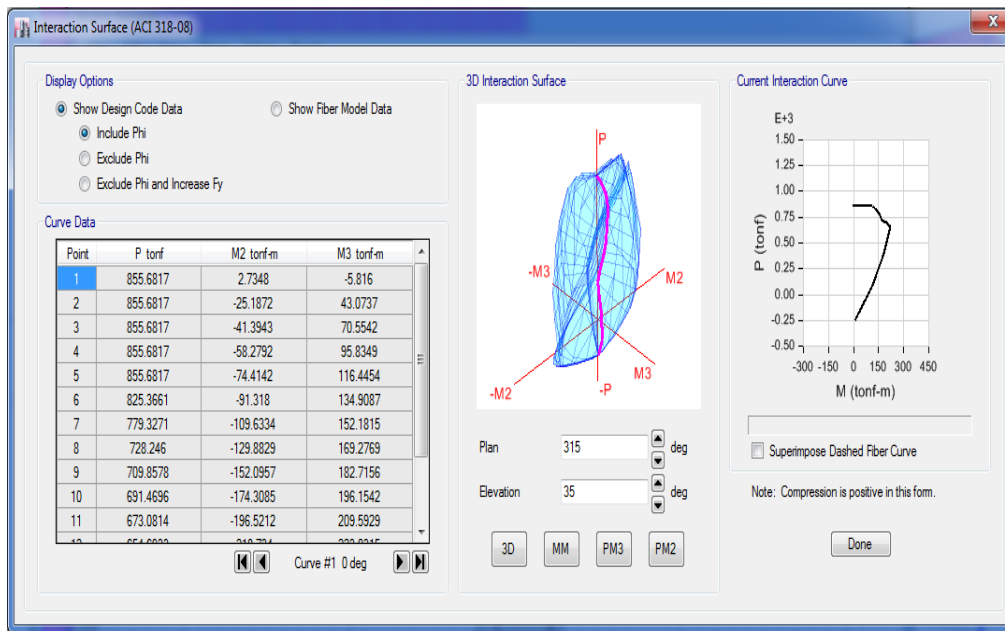 Interaction Surface (ACI 318-08)
X
Display Options
Show Design Code Data
Show Fiber Model Data
Include Phi
Exclude Phi
Exclude Phi and Increase Fy
Curve Data
Point P tonf M2 tonf-m M3 tonf-m
1 855.6817 2.7348 -5.816
2 855.6817 -25.1872 43.0737
3 855.6817 -41.3943 70.5542
4 855.6817 -58.2792 95.8349
5 855.6817 -74.4142 116.4454
6 825.3661 -91.318 134.9087
7 779.3271 -109.6334 152.1815
8 728.246 -129.8829 169.2769
9 709.8578 -152.0957 182.7156
10 691.4696 -174.3085 196.1542
11 673.0814 -196.5212 209.5929
Curve #1 0 deg
3D Interaction Surface
P
-M3
M2
-M2
M3
-P
Plan 315 deg
Elevation 35 deg
3D MM PM3 PM2
Current Interaction Curve
E+3
1.50
1.25
1.00
0.75
0.50
0.25
0.00
-0.25
-0.50
P (tonf)
-300 -150 0 150 300 450
M (tonf-m)
Superimpose Dashed Fiber Curve
Note: Compression is positive in this form.
Done